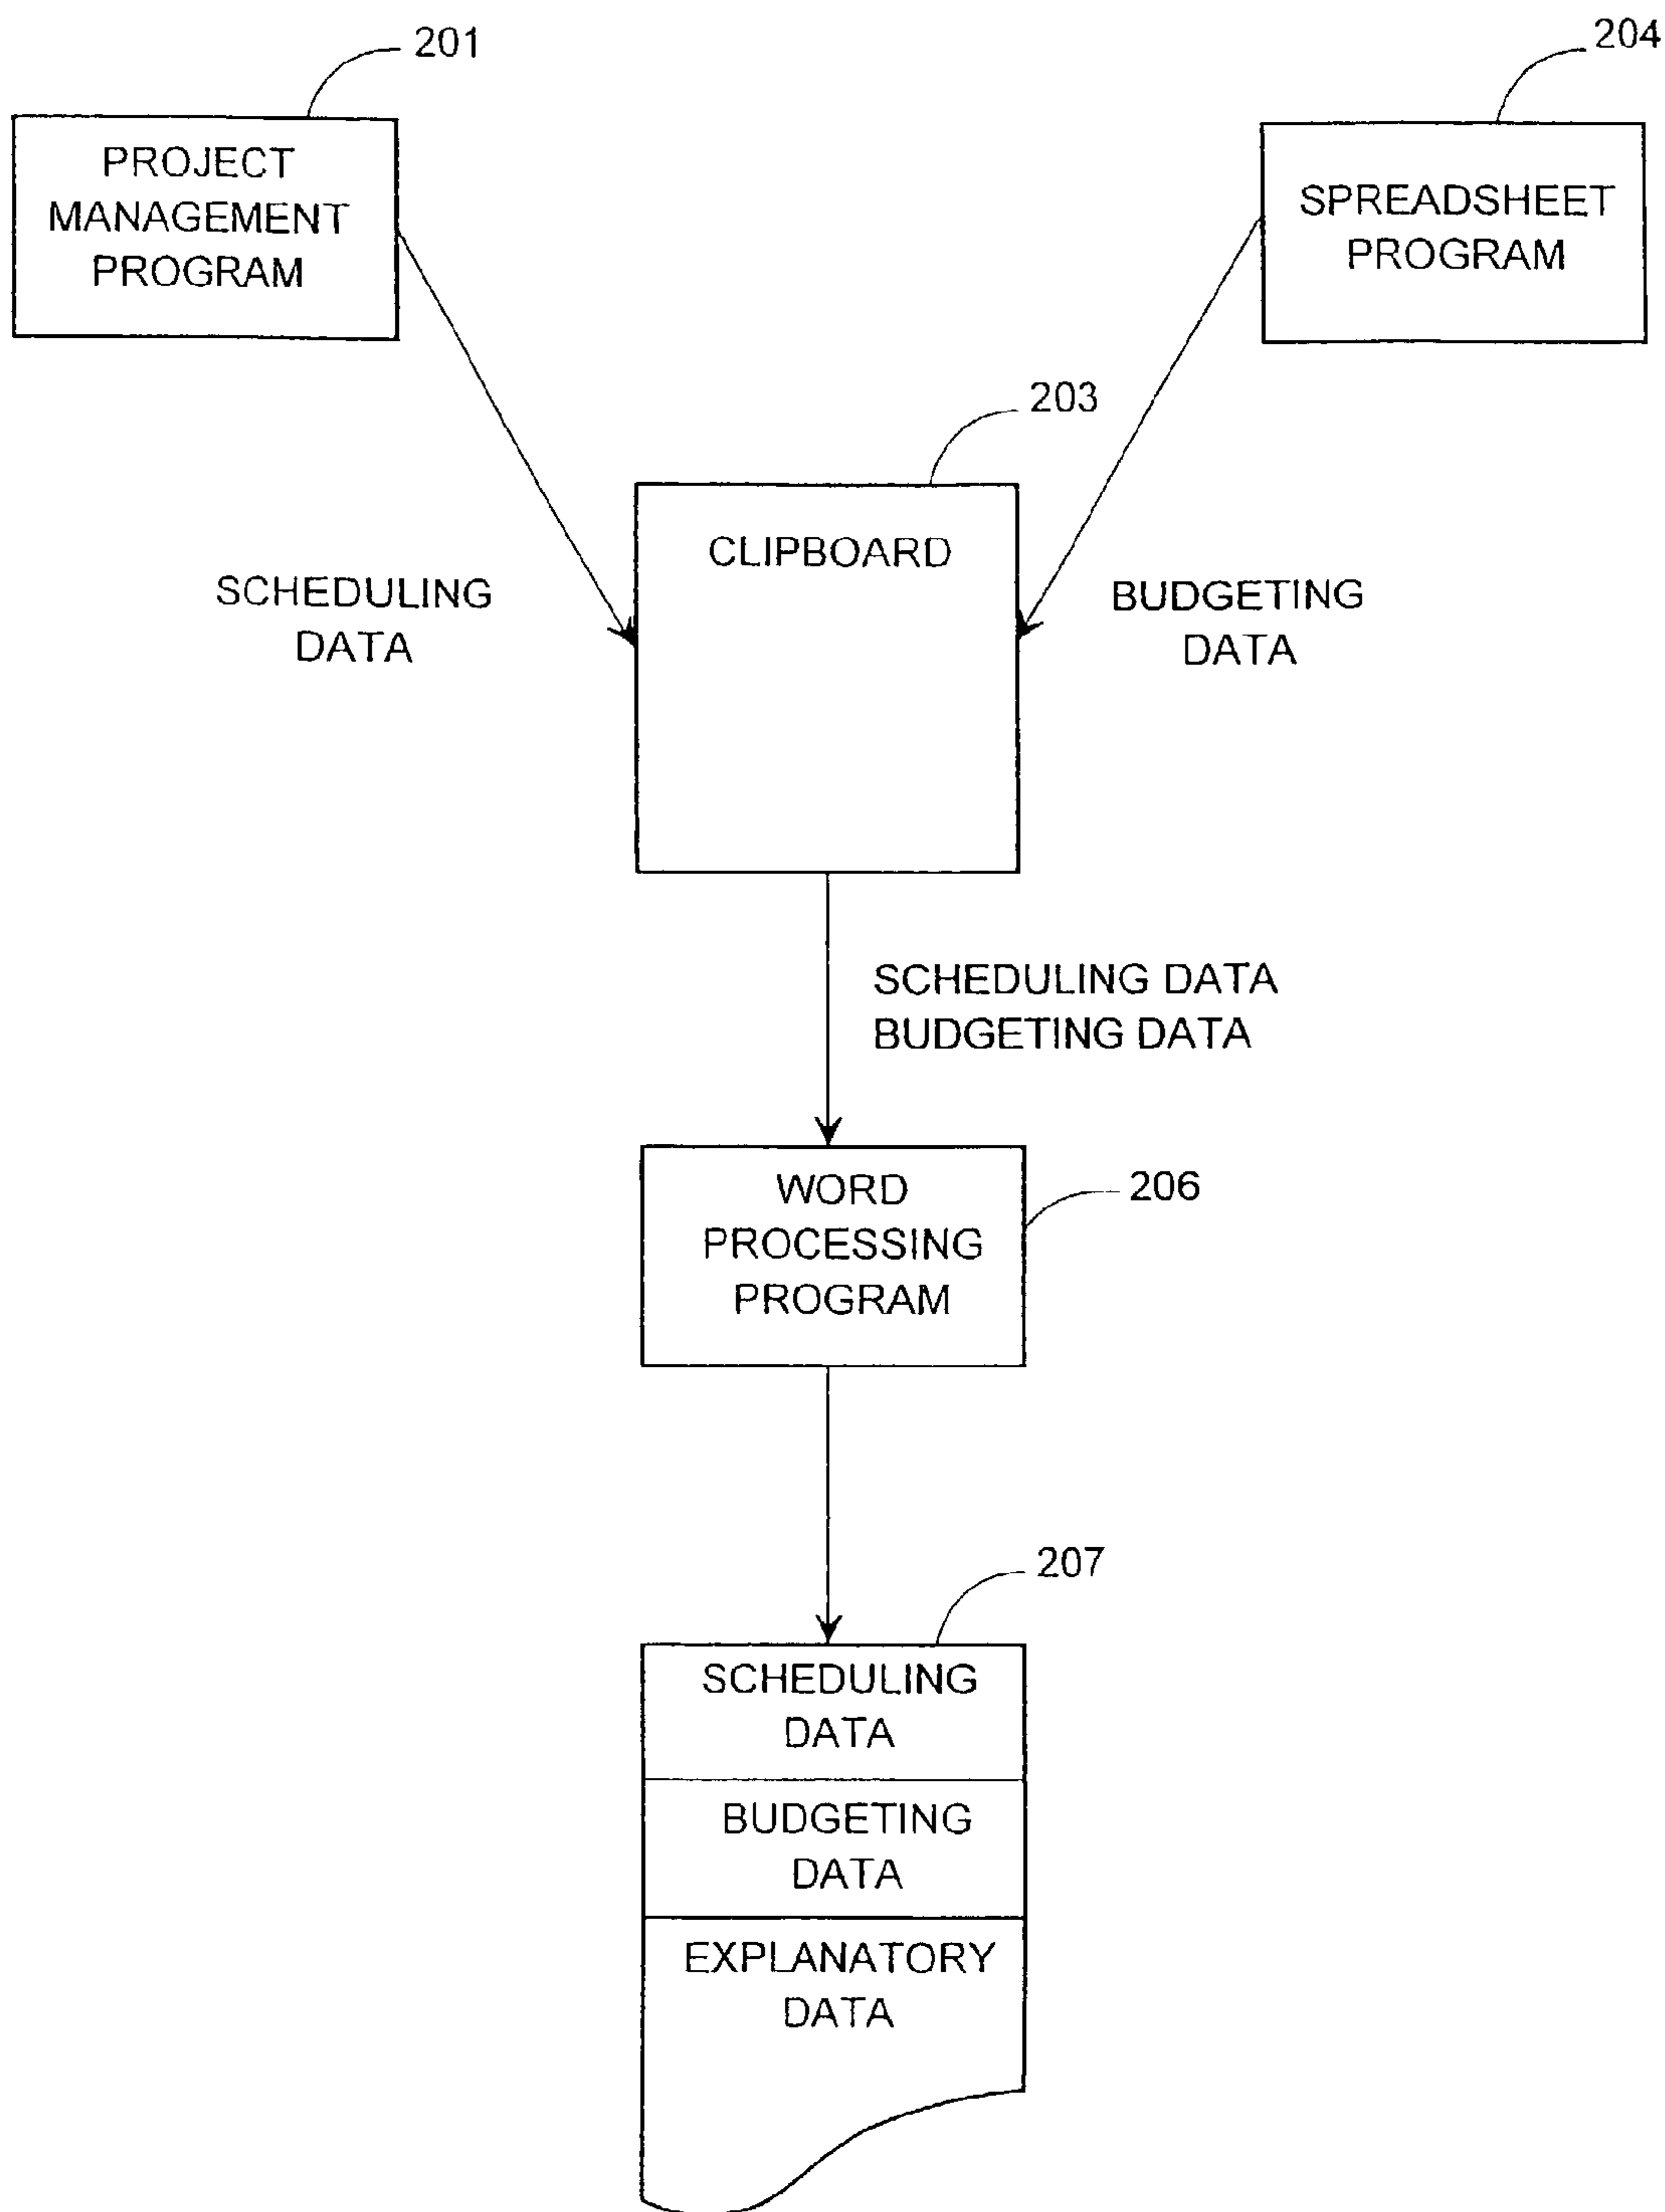 201
PROJECT
MANAGEMENT
PROGRAM
204
SPREADSHEET
PROGRAM
203
CLIPBOARD
SCHEDULING
DATA
BUDGETING
DATA
SCHEDULING DATA
BUDGETING DATA
WORD
PROCESSING
PROGRAM
206
207
SCHEDULING
DATA
BUDGETING
DATA
EXPLANATORY
DATA